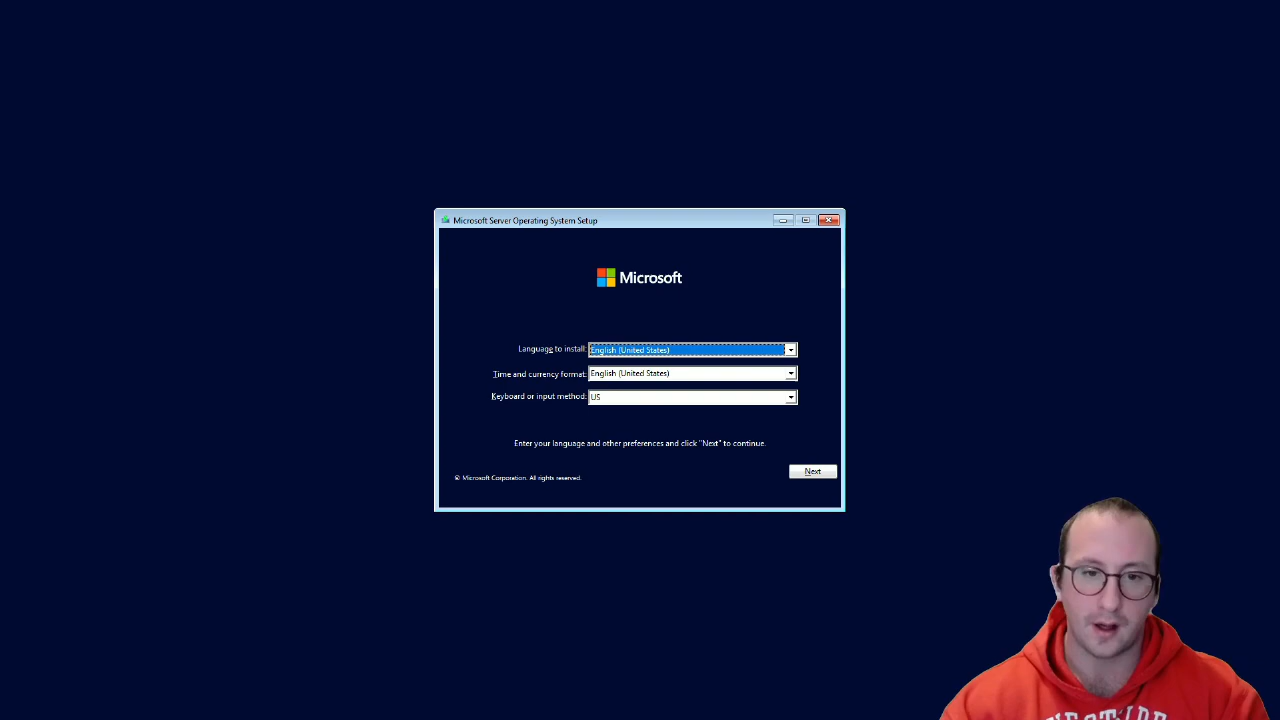 Microsoft Server Operating System Setup
Microsoft
Language to install: English (United States)
Time and currency format: English (United States)
Keyboard or input method: US
Enter your language and other preferences and click "Next" to continue.
Next
© Microsoft Corporation. All rights reserved.